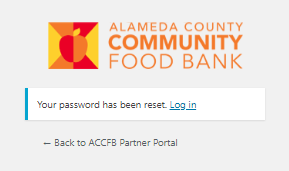 ALAMEDA COUNTY
COMMUNITY
FOOD BANK
Your password has been reset. Log in
← Back to ACCFB Partner Portal